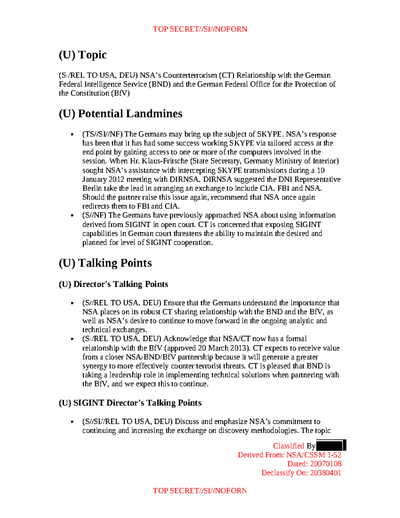 TOP SECRET//SI//NOFORN
(U) Topic
(S//REL TO USA, DEU) NSA's Counterterrorism (CT) Relationship with the German
Federal Intelligence Service (BND) and the German Federal Office for the Protection of
the Constitution (BfV)
(U) Potential Landmines
• (TS//SI//NF) The Germans may bring up the subject of SKYPE. NSA's response
has been that it has had some success working SKYPE via tailored access at the
end point by gaining access to one or more of the computers involved in the
session. When Hr. Klaus-Fritsche (State Secretary, Germany Ministry of Interior)
sought NSA's assistance with intercepting SKYPE transmissions during a 10
January 2012 meeting with DIRNSA. DIRNSA suggested the DNI Representative
Berlin take the lead in arranging an exchange to include CIA. FBI and NSA.
Should the partner raise this issue again, recommend that NSA once again
redirects them to FBI and CIA.
• (S//NF) The Germans have previously approached NSA about using information
derived from SIGINT in open court. CT is concerned that exposing SIGINT
capabilities in German court threatens the ability to maintain the desired and
planned for level of SIGINT cooperation.
(U) Talking Points
(U) Director's Talking Points
• (S//REL TO USA, DEU) Ensure that the Germans understand the importance that
NSA places on its robust CT sharing relationship with the BND and the BfV, as
well as NSA's desire to continue to move forward in the ongoing analytic and
technical exchanges.
• (S//REL TO USA, DEU) Acknowledge that NSA/CT now has a formal
relationship with the BfV (approved 20 March 2013). CT expects to receive value
from a closer NSA/BND/BfV partnership because it will generate a greater
synergy to more effectively counter terrorist threats. CT is pleased that BND is
taking a leadership role in implementing technical solutions when partnering with
the BfV, and we expect this to continue.
(U) SIGINT Director's Talking Points
• (S//SI//REL TO USA, DEU) Discuss and emphasize NSA's commitment to
continuing and increasing the exchange on discovery methodologies. The topic
Classified By
Derived From: NSA/CSSM 1-52
Dated: 20070108
Declassify On: 20380401
TOP SECRET//SI//NOFORN